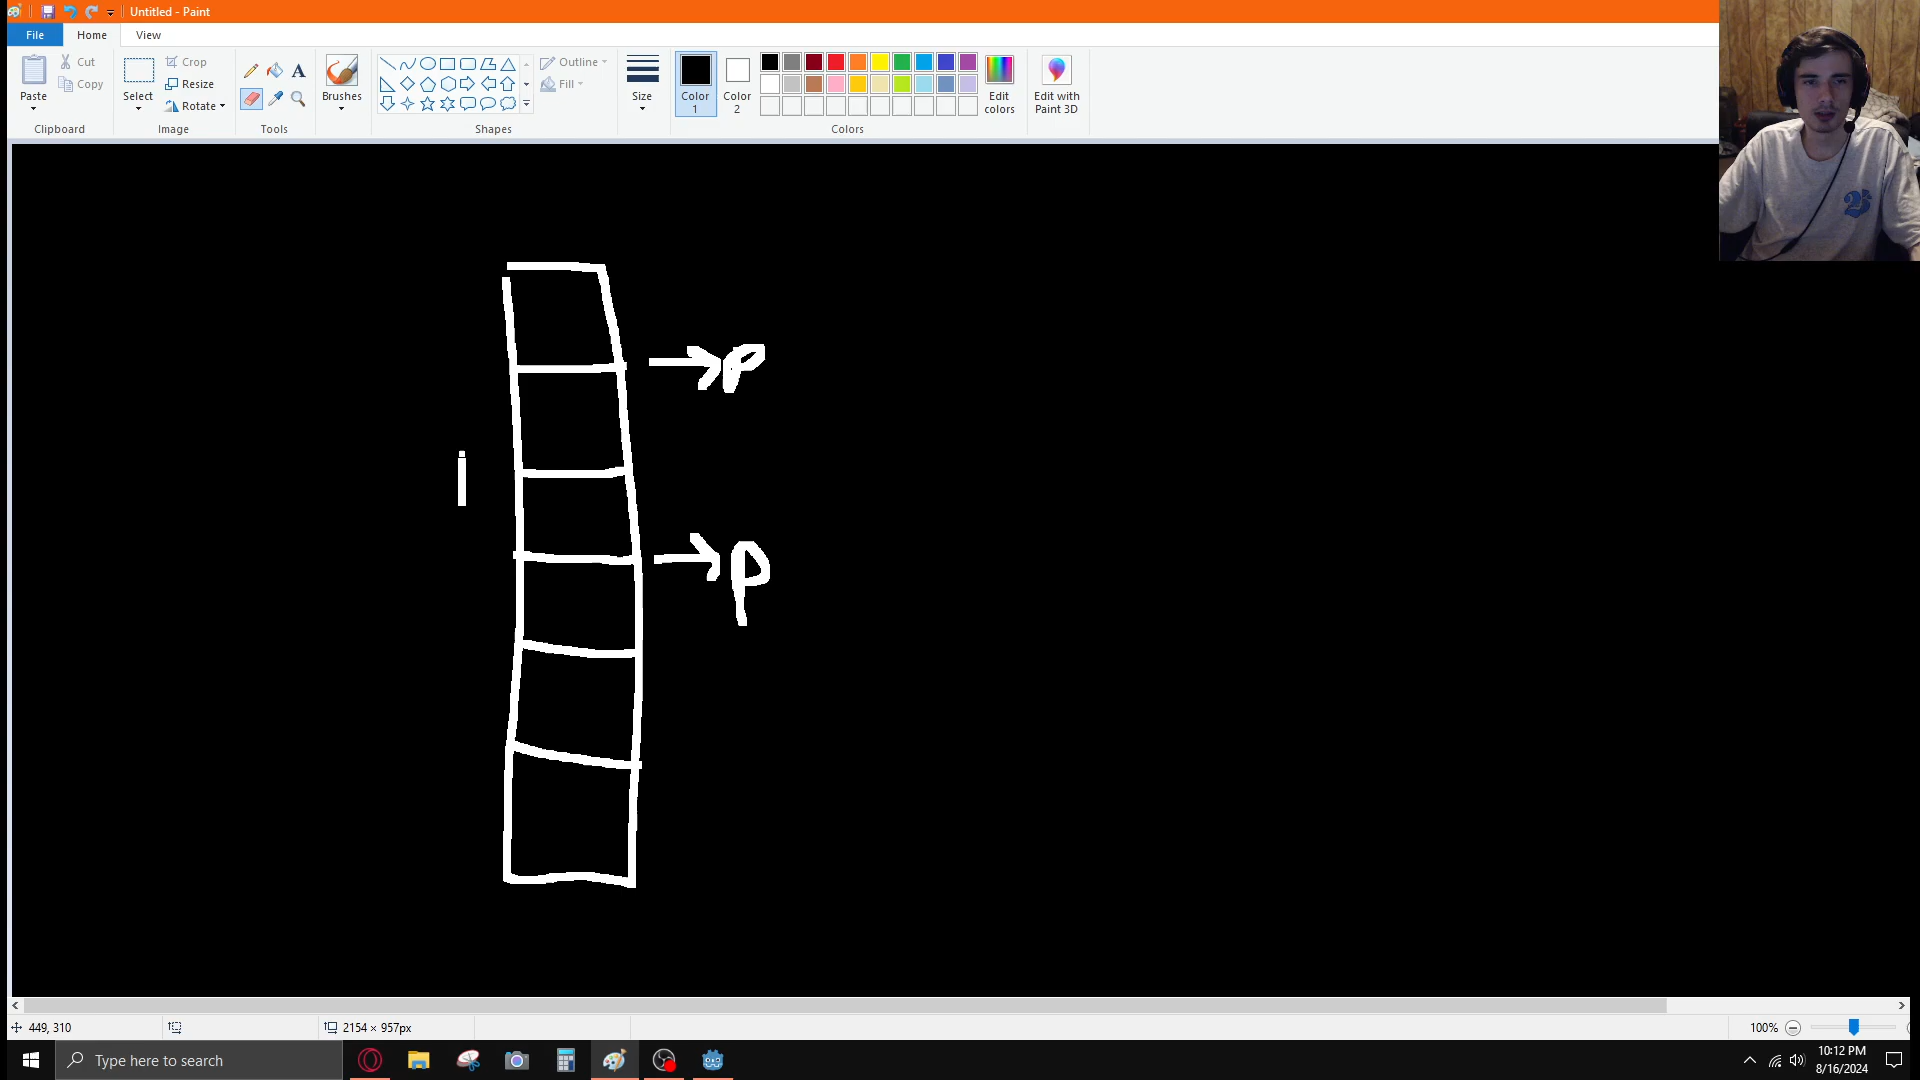 Untitled - Paint
File Home View
Paste
Cut
Copy
Clipboard
Select
Crop
Resize
Rotate
Image
Tools
Brushes
Shapes
Outline
Fill
Size
Color 1
Color 2
Edit colors
Edit with Paint 3D
Colors
P
i
P
449, 310
2154 × 957px
100%
Type here to search
10:12 PM
8/16/2024